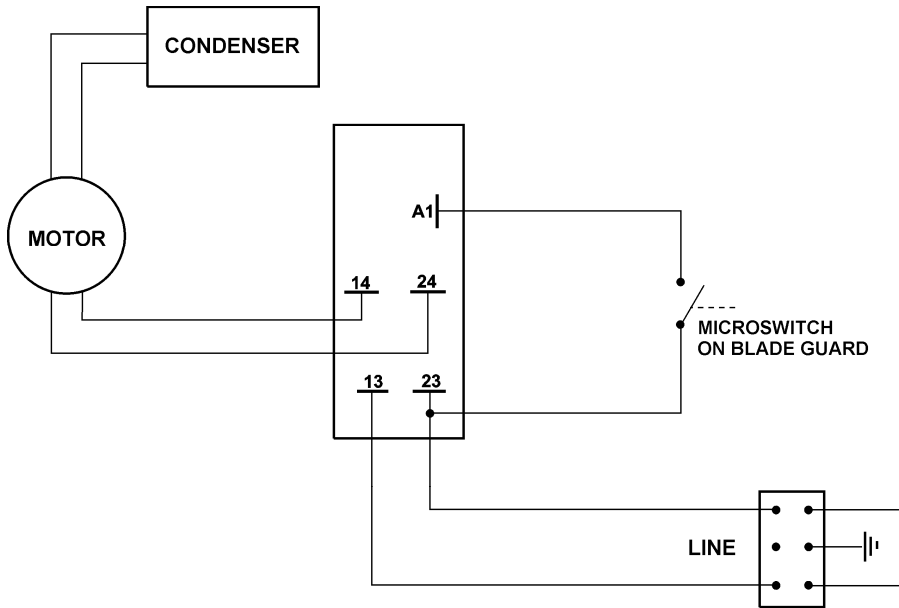 CONDENSER
A1
MOTOR
14
24
MICROSWITCH
ON BLADE GUARD
13
23
LINE